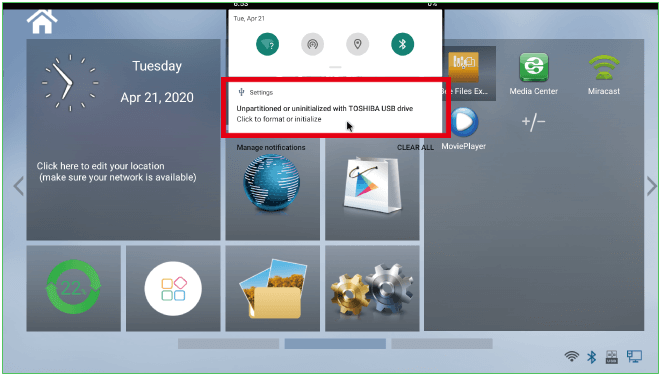 6:53
0%
Tue, Apr 21
Settings
Unpartitioned or uninitialized with TOSHIBA USB drive
Click to format or initialize
Manage notifications
CLEAR ALL
Tuesday
Apr 21, 2020
Click here to edit your location
(make sure your network is available)
Files Ex...
Media Center
Miracast
MoviePlayer
+/-
22%